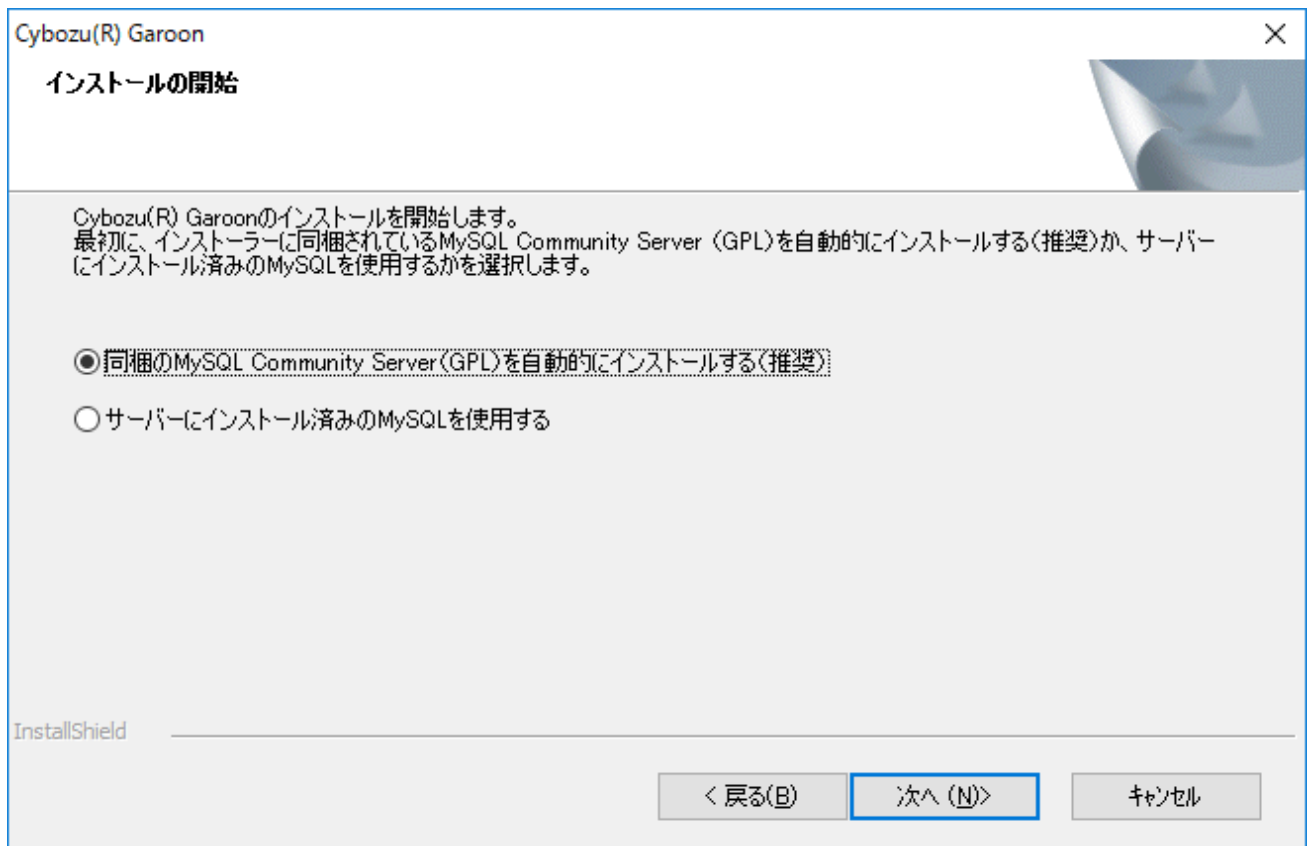 Cybozu(R) Garoon
インストールの開始
Cybozu(R) Garoonのインストールを開始します。
最初に、インストーラーに同梱されているMySQL Community Server (GPL)を自動的にインストールする(推奨)か、サーバー
にインストール済みのMySQLを使用するかを選択します。
同梱のMySQL Community Server(GPL)を自動的にインストールする(推奨)
サーバーにインストール済みのMySQLを使用する
InstallShield
< 戻る(B) 次へ (N)> キャンセル